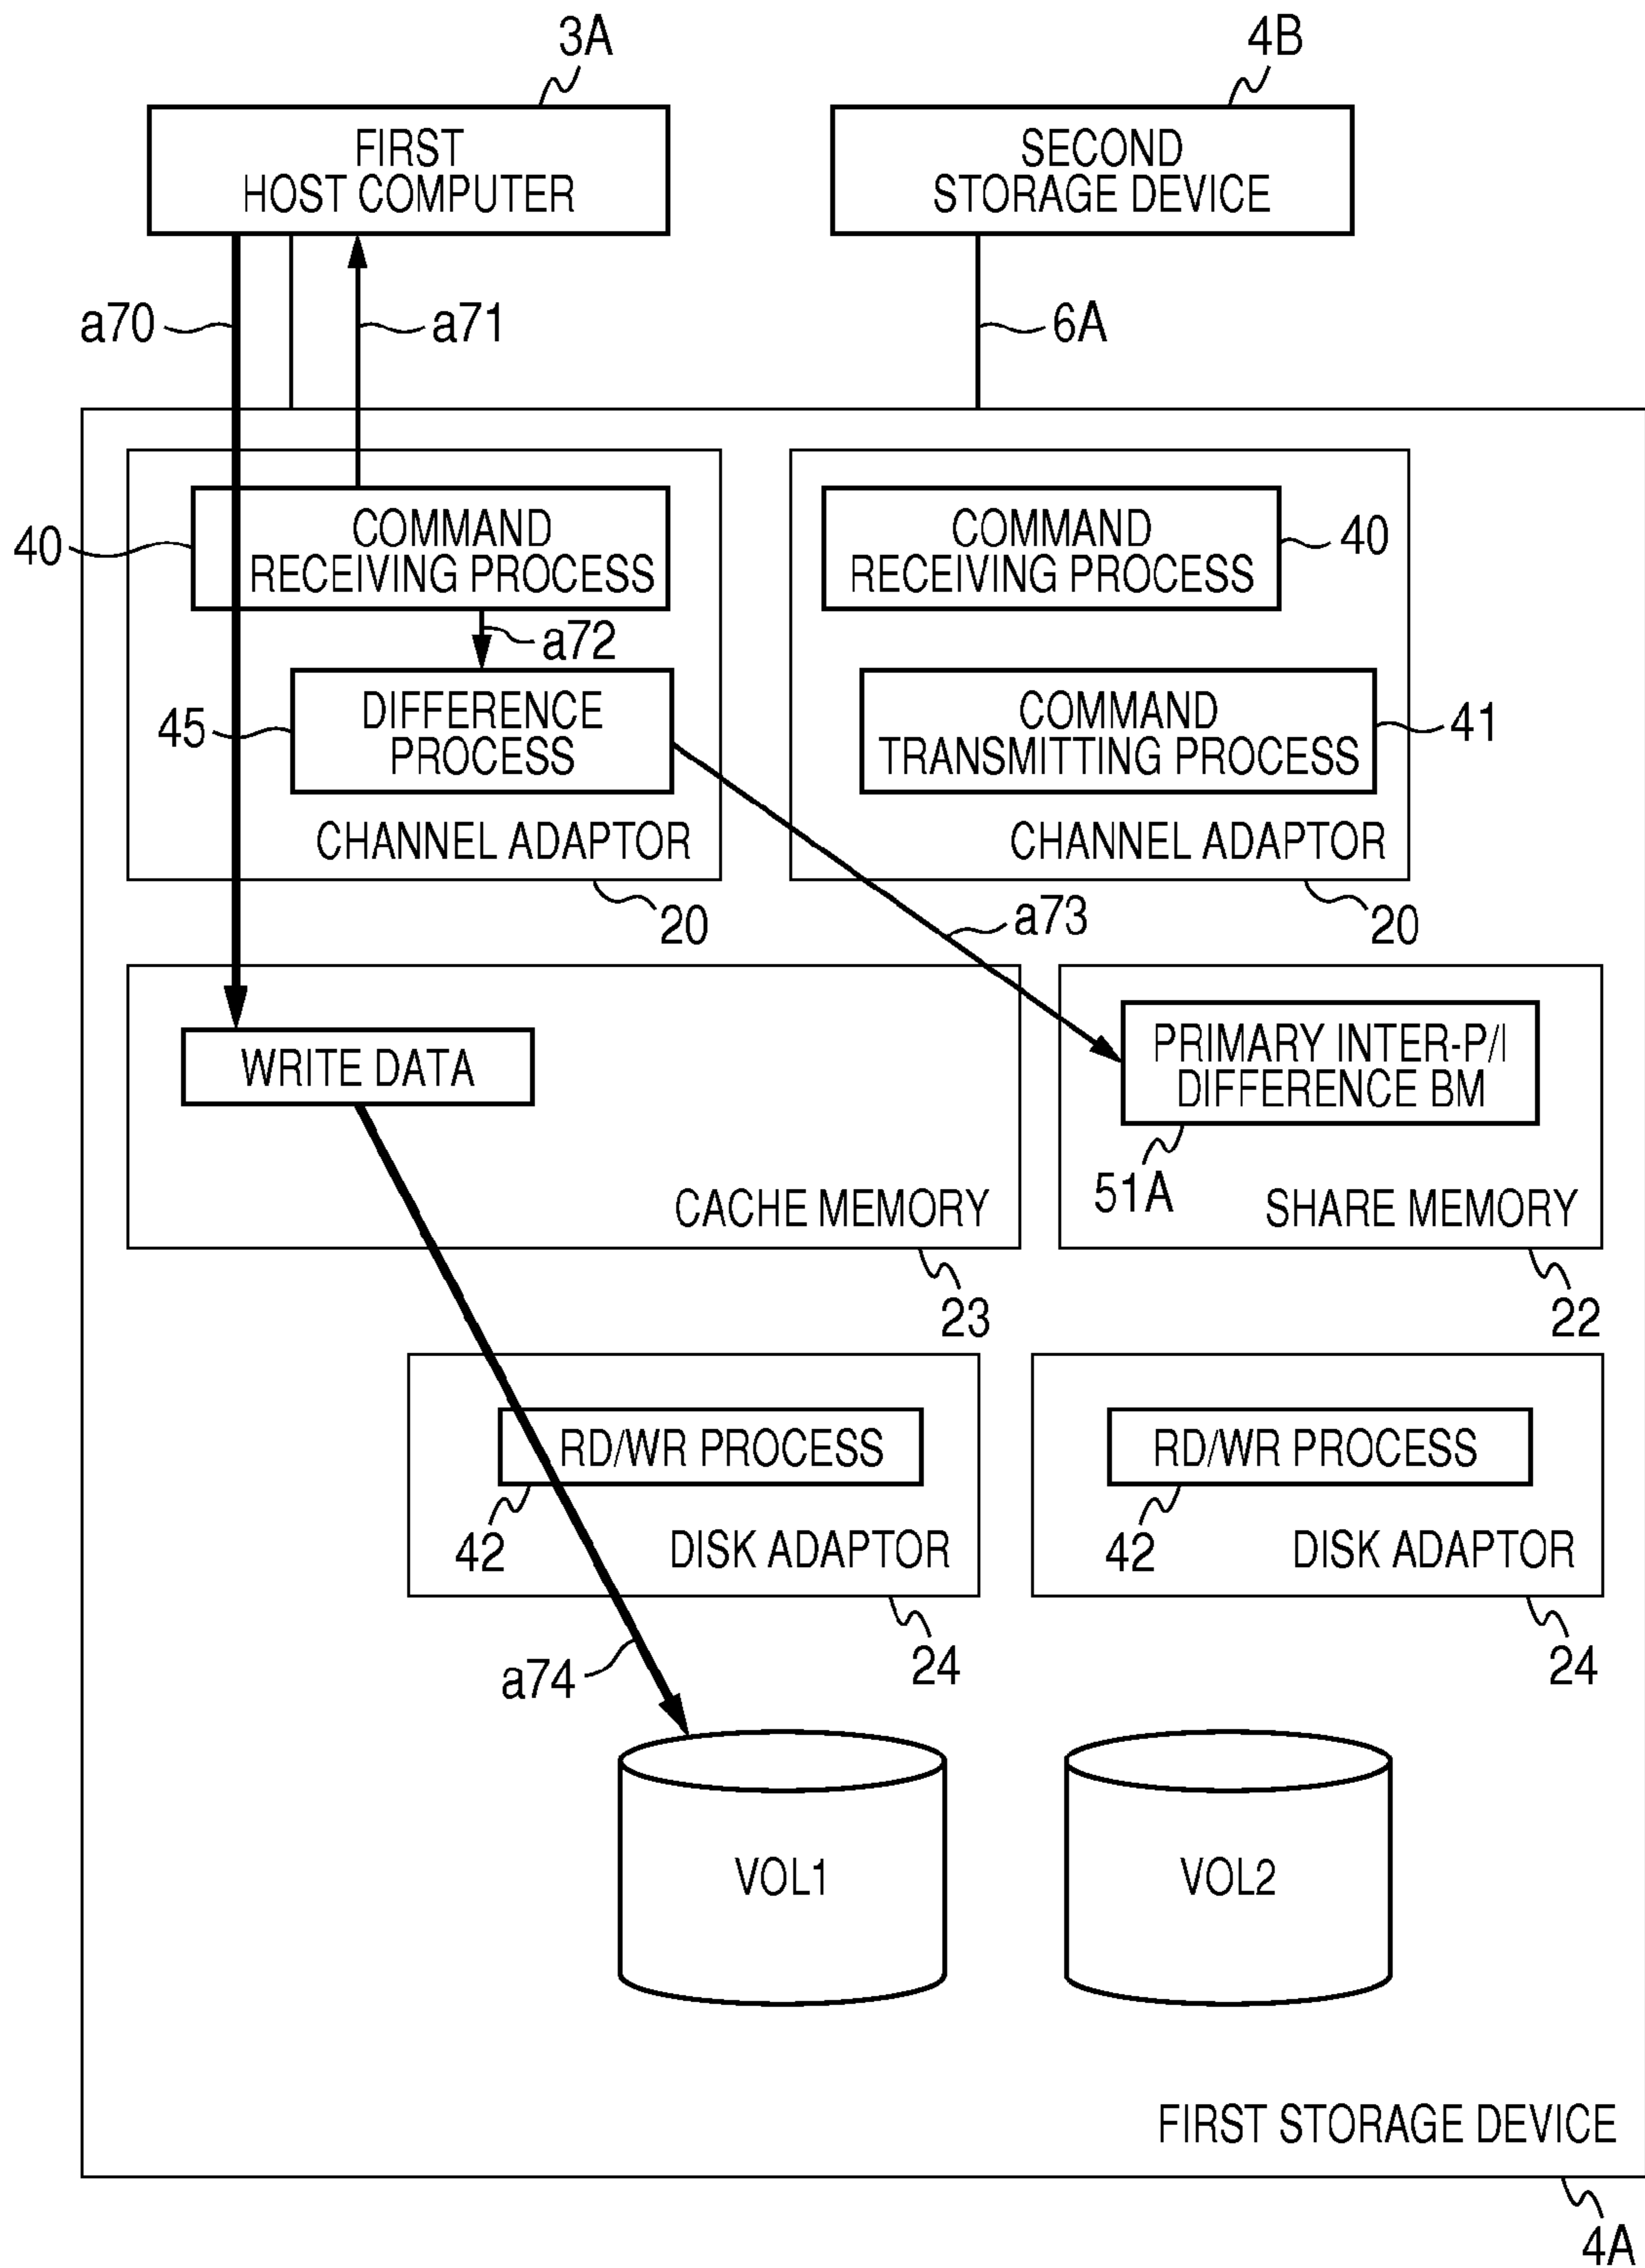 3A
4B
FIRST
HOST COMPUTER
SECOND
STORAGE DEVICE
a70
a71
6A
40
COMMAND
RECEIVING PROCESS
COMMAND
RECEIVING PROCESS
40
a72
45
DIFFERENCE
PROCESS
COMMAND
TRANSMITTING PROCESS
41
CHANNEL ADAPTOR
CHANNEL ADAPTOR
20
a73
20
WRITE DATA
PRIMARY INTER-P/I
DIFFERENCE BM
51A
CACHE MEMORY
SHARE MEMORY
23
22
RD/WR PROCESS
RD/WR PROCESS
42
DISK ADAPTOR
42
DISK ADAPTOR
a74
24
24
VOL1
VOL2
FIRST STORAGE DEVICE
4A